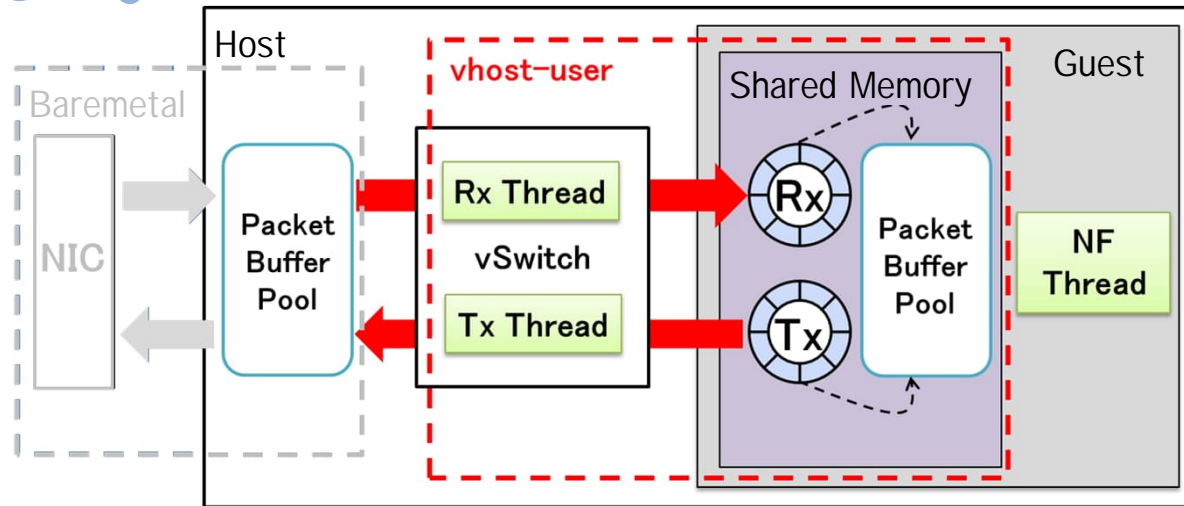 Host
Baremetal
NIC
Packet
Buffer
Pool
vhost-user
Rx Thread
vSwitch
Tx Thread
Shared Memory
Rx
Tx
Packet
Buffer
Pool
Guest
NF
Thread